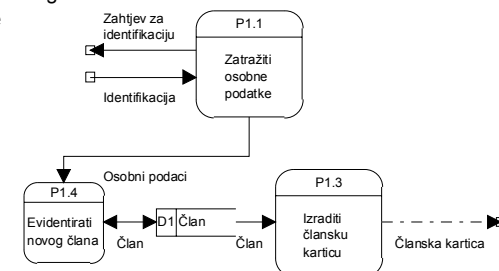 Zahtjev za
identifikaciju
Identifikacija
P1.1
Zatražiti
osobne
podatke
Osobni podaci
P1.4
Evidentirati
novog člana
Član
D1 Član
Član
P1.3
Izraditi
člansku
karticu
Članska kartica